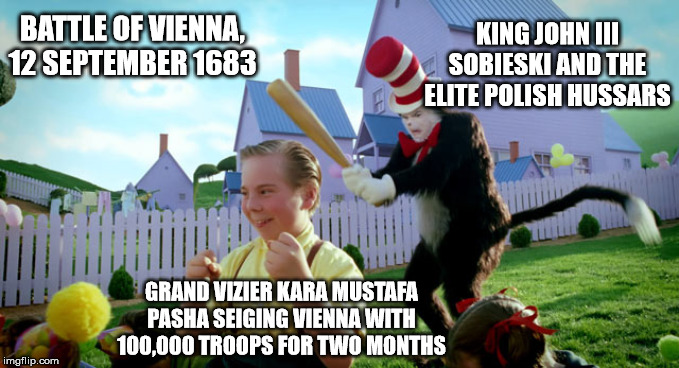 BATTLE OF VIENNA,
12 SEPTEMBER 1683
KING JOHN III
SOBIESKI AND THE
ELITE POLISH HUSSARS
GRAND VIZIER KARA MUSTAFA
PASHA SEIGING VIENNA WITH
100,000 TROOPS FOR TWO MONTHS
imgflip.com